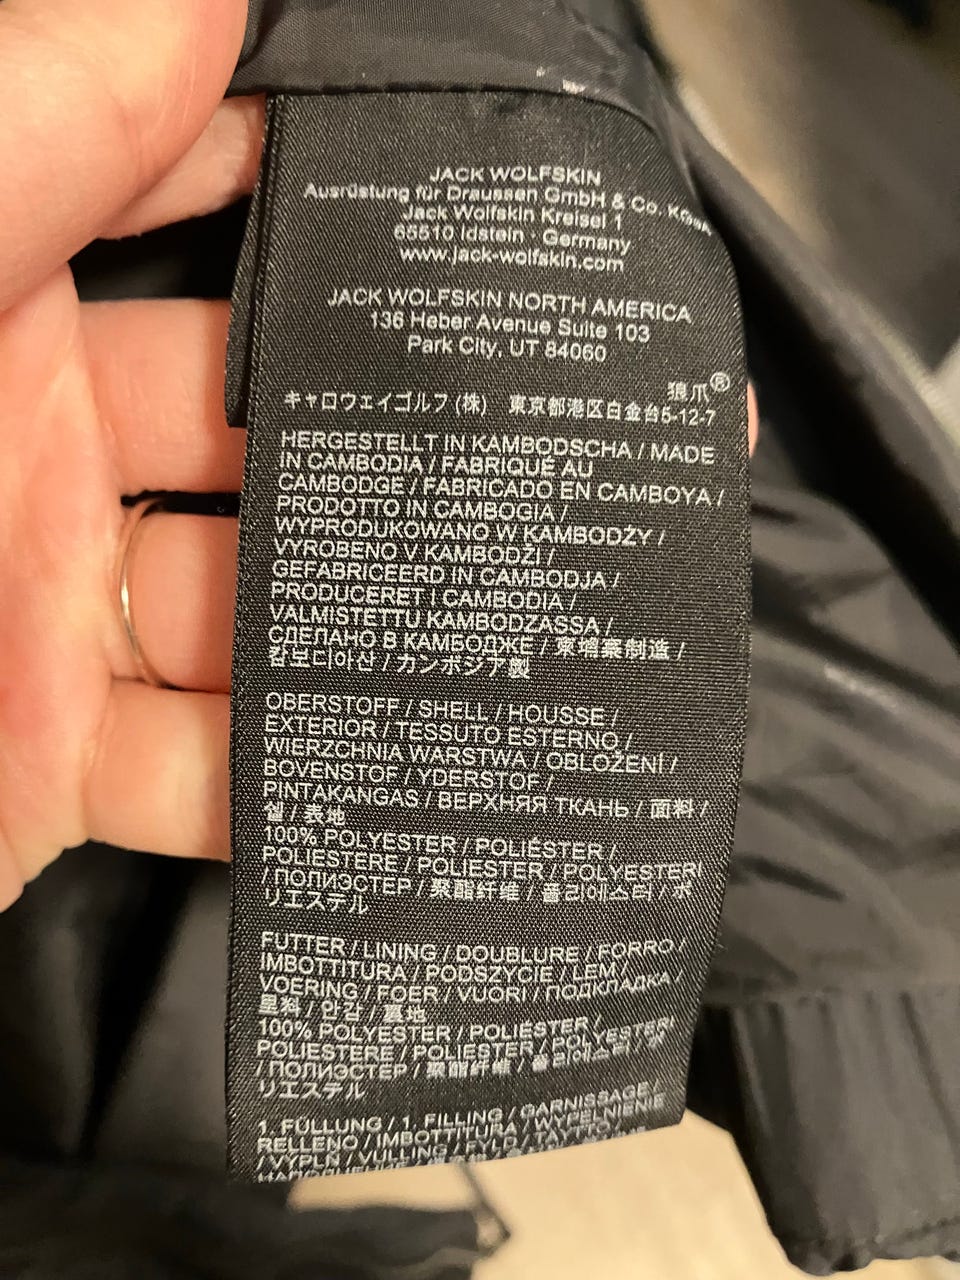 JACK WOLFSKIN
Ausrüstung für Draussen GmbH & Co. KGaA
Jack Wolfskin Kreisel 1
65510 Idstein · Germany
www.jack-wolfskin.com
JACK WOLFSKIN NORTH AMERICA
136 Heber Avenue Suite 103
Park City, UT 84060
狼爪®
キャロウェイゴルフ (株) 東京都港区白金台5-12-7
HERGESTELLT IN KAMBODSCHA / MADE
IN CAMBODIA / FABRIQUÉ AU
CAMBODGE / FABRICADO EN CAMBOYA /
PRODOTTO IN CAMBOGIA /
WYPRODUKOWANO W KAMBODŻY /
VYROBENO V KAMBODŽI /
GEFABRICEERD IN CAMBODJA /
PRODUCERET I CAMBODIA /
VALMISTETTU KAMBODZASSA /
СДЕЛАНО В КАМБОДЖЕ / 柬埔寨制造 /
캄보디아산 / カンボジア製
OBERSTOFF / SHELL / HOUSSE /
EXTERIOR / TESSUTO ESTERNO /
WIERZCHNIA WARSTWA / OBLOŽENÍ /
BOVENSTOF / YDERSTOF /
PINTAKANGAS / ВЕРХНЯЯ ТКАНЬ / 面料 /
쉘 / 表地
100% POLYESTER / POLIÉSTER /
POLIESTERE / POLIESTER / POLYESTERI
/ ПОЛИЭСТЕР / 聚酯纤维 / 폴리에스터 / ポ
リエステル
FUTTER / LINING / DOUBLURE / FORRO /
IMBOTTITURA / PODSZYCIE / LEM /
VOERING / FOER / VUORI / ПОДКЛАДКА /
里料 / 안감 / 裏地
100% POLYESTER / POLIÉSTER /
POLIESTERE / POLIESTER / POLYESTERI
/ ПОЛИЭСТЕР / 聚酯纤维 / 폴리에스터 / ポ
リエステル
1. FÜLLUNG / 1. FILLING / GARNISSAGE /
RELLENO / IMBOTTITURA / WYPEŁNIENIE
/ VÝPLŇ / VULLING / FYLD / TÄYTTÖ /